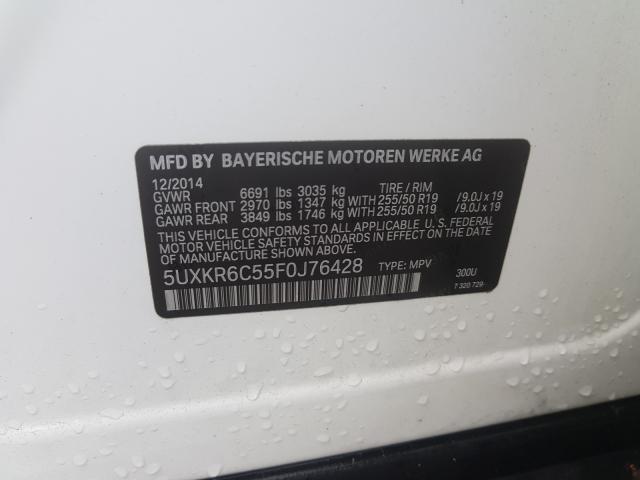 MFD BY BAYERISCHE MOTOREN WERKE AG
12/2014 TIRE / RIM
GVWR 6691 lbs 3035 kg
GAWR FRONT 2970 lbs 1347 kg WITH 255/50 R19 /9.0J x 19
GAWR REAR 3849 lbs 1746 kg WITH 255/50 R19 /9.0J x 19
THIS VEHICLE CONFORMS TO ALL APPLICABLE U. S. FEDERAL
MOTOR VEHICLE SAFETY STANDARDS IN EFFECT ON THE DATE OF
MANUFACTURE SHOWN ABOVE.
5UXKR6C55F0J76428 TYPE: MPV 300U
7 320 729